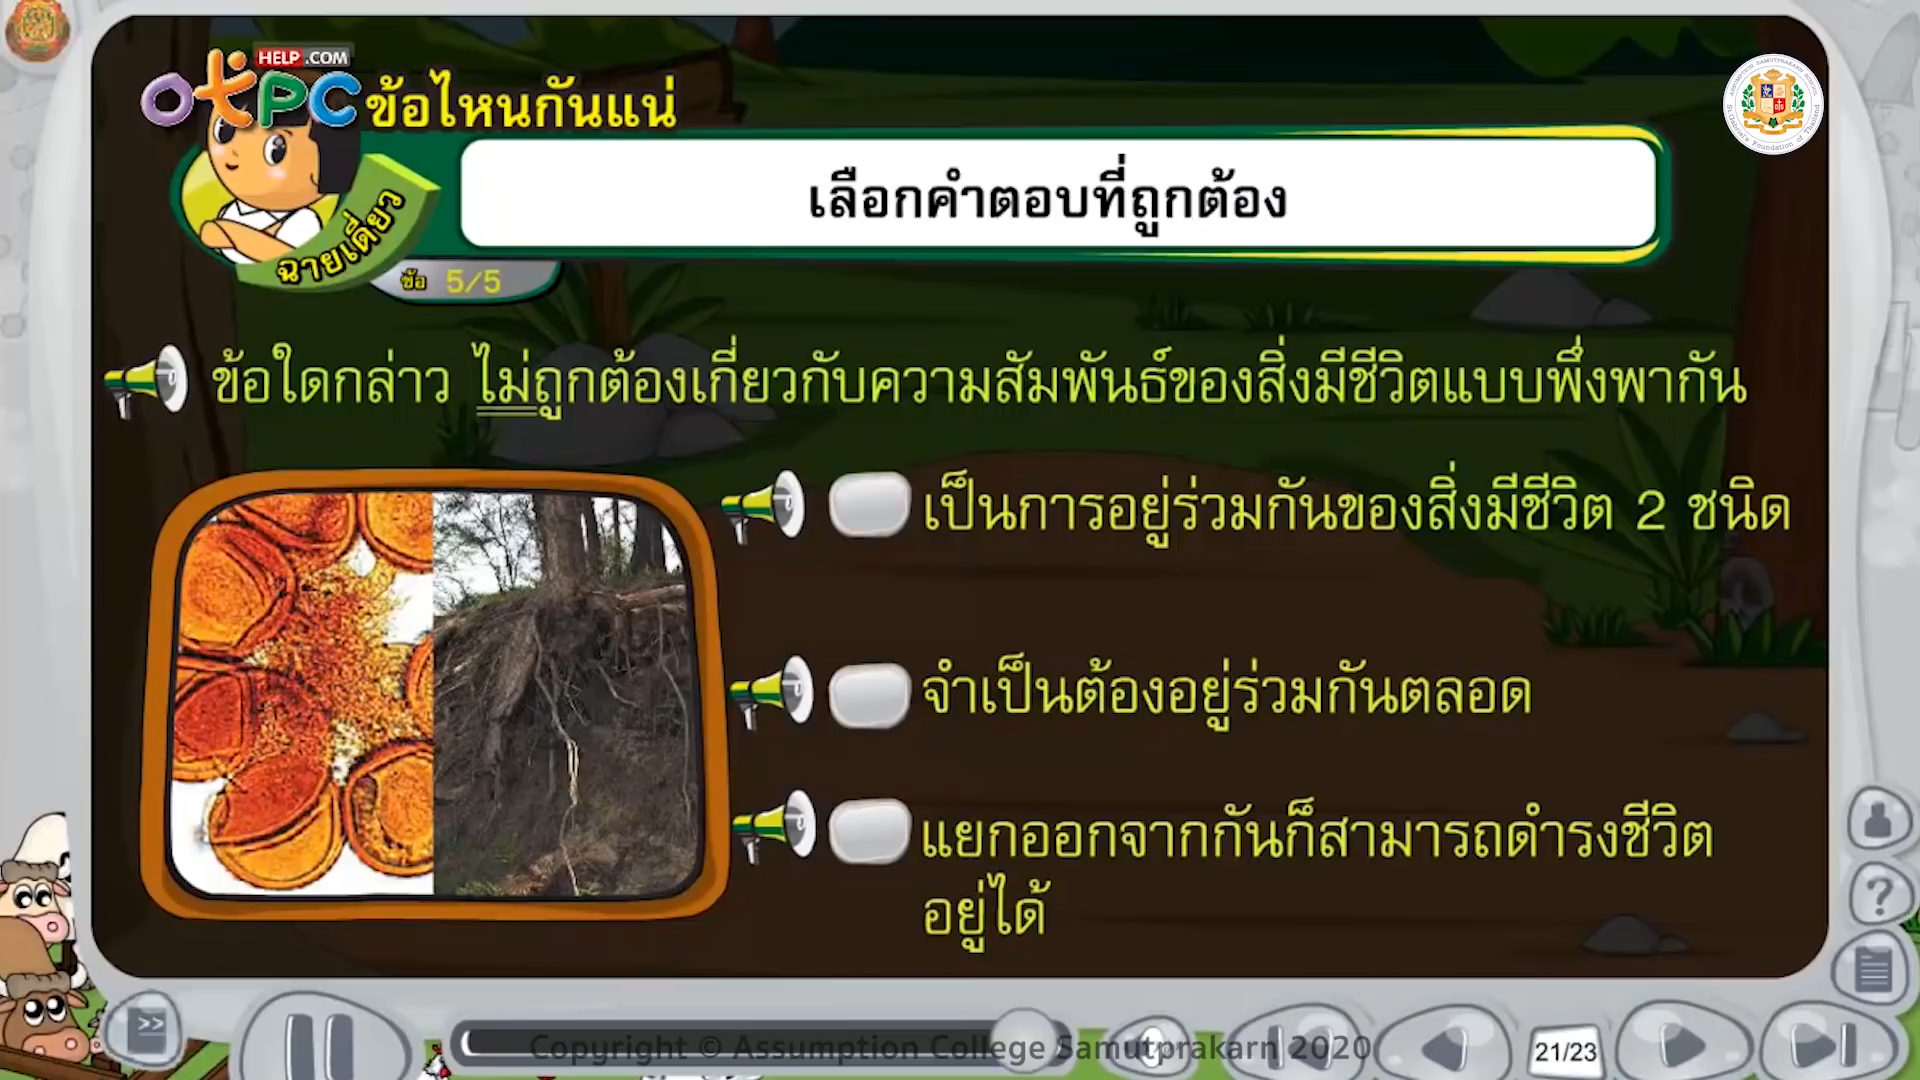 OTPC
HELP.COM
ข้อไหนกันแน่
เลือกคำตอบที่ถูกต้อง
ฉายเดี่ยว
ข้อ 5/5
ข้อใดกล่าว ไม่ถูกต้องเกี่ยวกับความสัมพันธ์ของสิ่งมีชีวิตแบบพึ่งพากัน
เป็นการอยู่ร่วมกันของสิ่งมีชีวิต 2 ชนิด
จำเป็นต้องอยู่ร่วมกันตลอด
แยกออกจากกันก็สามารถดำรงชีวิต
อยู่ได้
Copyright © Assumption College Samutprakarn 2020
21/23